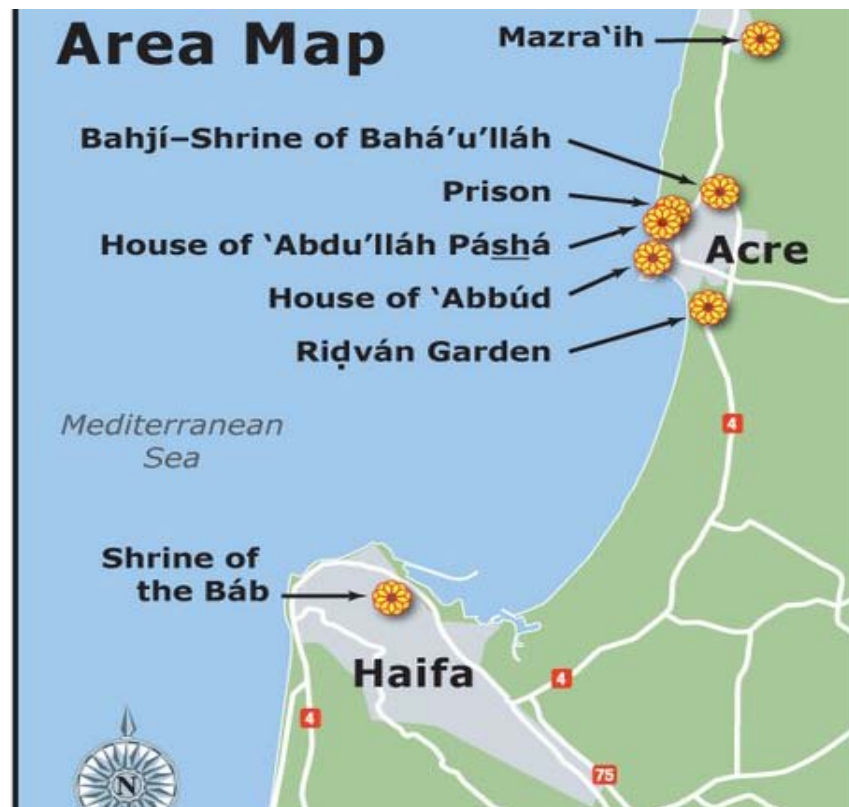 Area Map
Mazra‘ih
Bahjí–Shrine of Bahá’u’lláh
Prison
House of ‘Abdu’lláh Páshá
Acre
House of ‘Abbúd
Riḍván Garden
4
Mediterranean
Sea
Shrine of
the Báb
Haifa
4
4
75
N